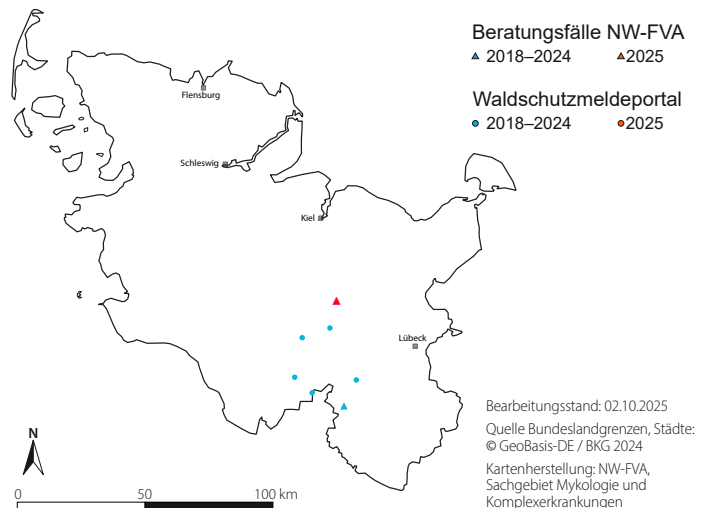 Beratungsfälle NW-FVA
2018–2024 2025
Waldschutzmeldeportal
2018–2024 2025
Flensburg
Schleswig
Kiel
Lübeck
Bearbeitungsstand: 02.10.2025
Quelle Bundeslandgrenzen, Städte:
© GeoBasis-DE / BKG 2024
Kartenherstellung: NW-FVA,
Sachgebiet Mykologie und
Komplexerkrankungen
N
0 50 100 km